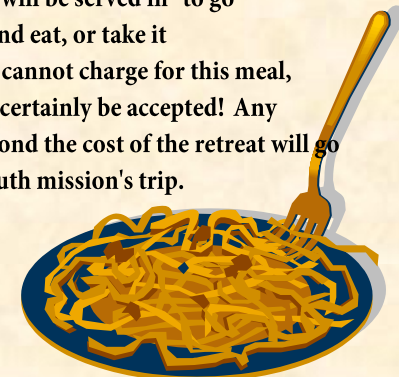 will be served in "to go
nd eat, or take it
cannot charge for this meal,
certainly be accepted! Any
ond the cost of the retreat will go
uth mission's trip.